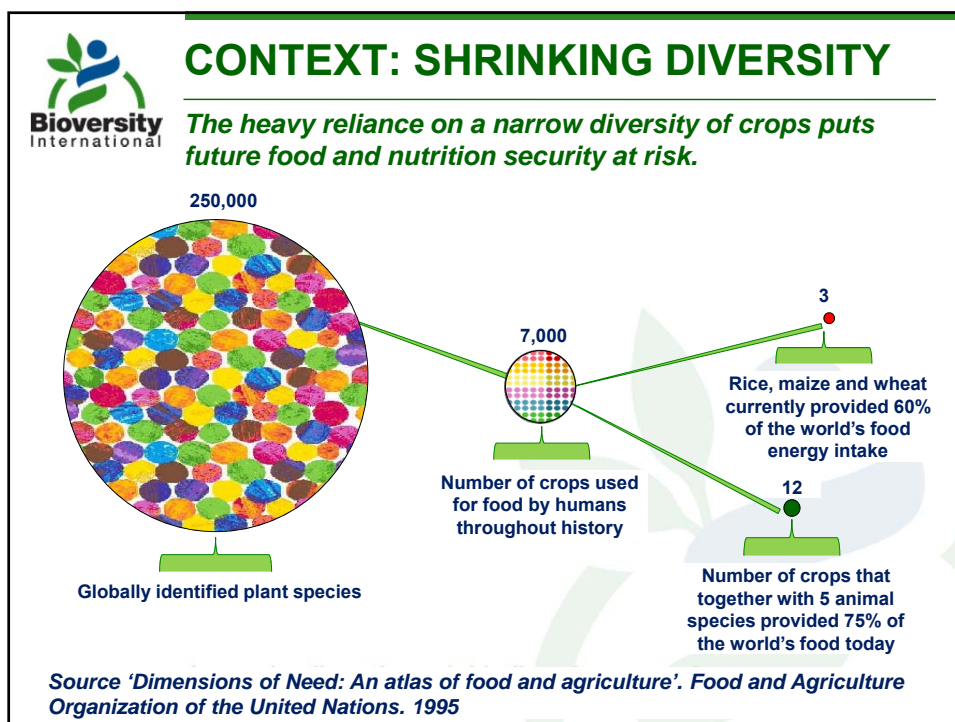 Bioversity
International
CONTEXT: SHRINKING DIVERSITY
The heavy reliance on a narrow diversity of crops puts
future food and nutrition security at risk.
250,000
Globally identified plant species
7,000
Number of crops used
for food by humans
throughout history
3
Rice, maize and wheat
currently provided 60%
of the world's food
energy intake
12
Number of crops that
together with 5 animal
species provided 75% of
the world's food today
Source 'Dimensions of Need: An atlas of food and agriculture'. Food and Agriculture
Organization of the United Nations. 1995